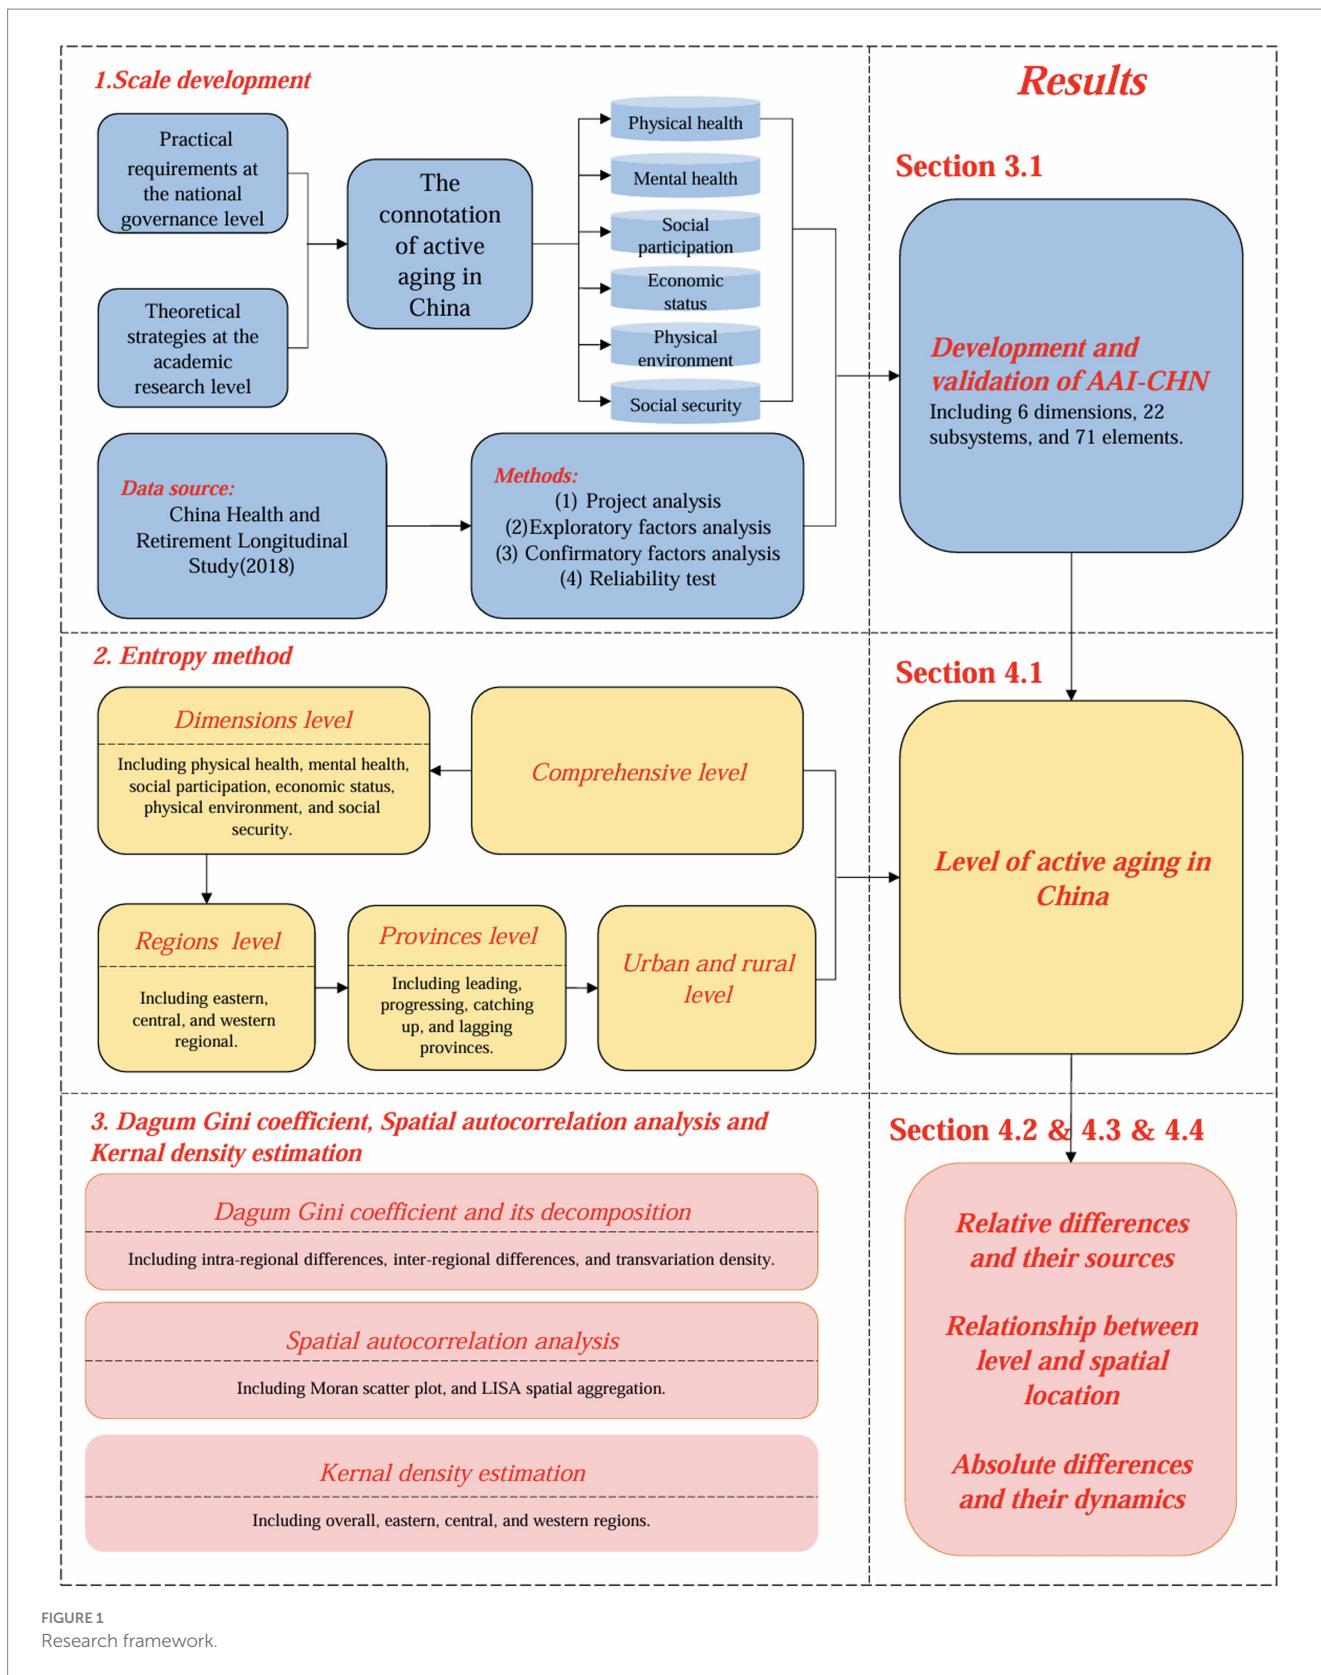 1.Scale development
Practical
requirements at
the national
governance level
Theoretical
strategies at the
academic
research level
The
connotation
of active
aging in
China
Physical health
Mental health
Social
participation
Economic
status
Physical
environment
Social security
Data source:
China Health and
Retirement Longitudinal
Study(2018)
Methods:
(1) Project analysis
(2)Exploratory factors analysis
(3) Confirmatory factors analysis
(4) Reliability test
Results
Section 3.1
Development and
validation of AAI-CHN
Including 6 dimensions, 22
subsystems, and 71 elements.
2. Entropy method
Dimensions level
Including physical health, mental health,
social participation, economic status,
physical environment, and social
security.
Comprehensive level
Regions level
Including eastern,
central, and western
regional.
Provinces level
Including leading,
progressing, catching
up, and lagging
provinces.
Urban and rural
level
Section 4.1
Level of active aging in
China
3. Dagum Gini coefficient, Spatial autocorrelation analysis and
Kernal density estimation
Dagum Gini coefficient and its decomposition
Including intra-regional differences, inter-regional differences, and transvariation density.
Spatial autocorrelation analysis
Including Moran scatter plot, and LISA spatial aggregation.
Kernal density estimation
Including overall, eastern, central, and western regions.
Section 4.2 & 4.3 & 4.4
Relative differences
and their sources
Relationship between
level and spatial
location
Absolute differences
and their dynamics
FIGURE 1
Research framework.